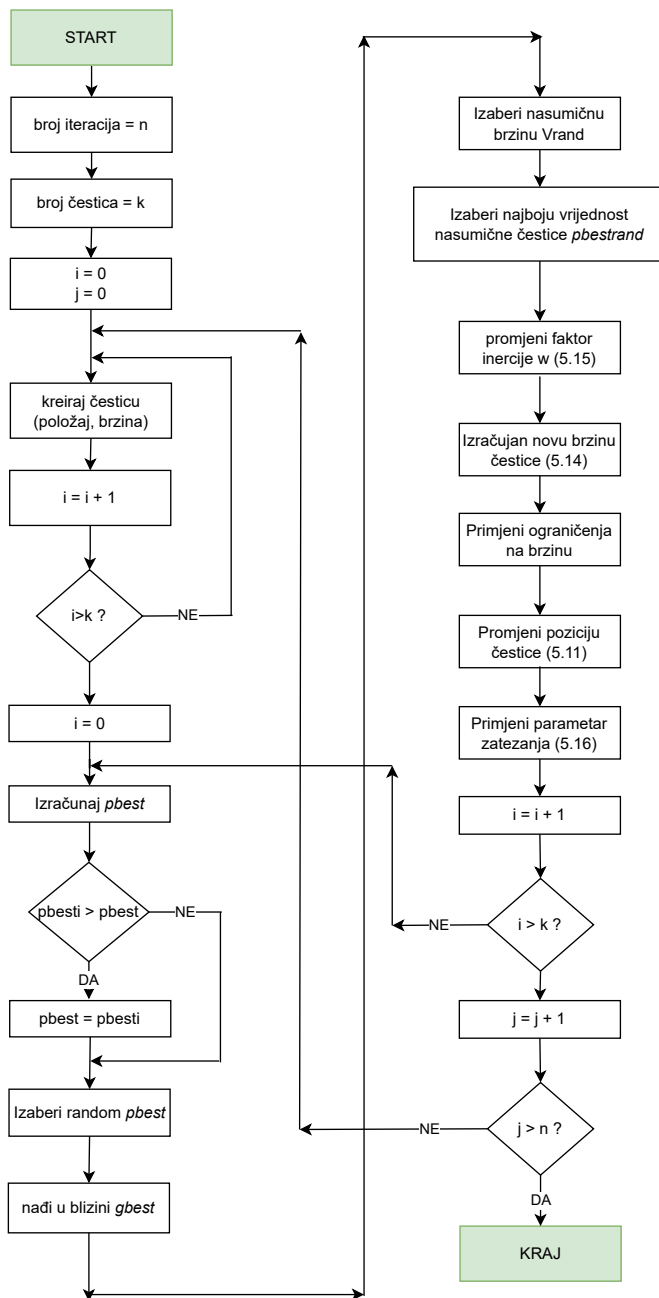 START
broj iteracija = n
broj čestica = k
i = 0
j = 0
kreiraj česticu
(položaj, brzina)
i = i + 1
i>k ?
NE
i = 0
Izračunaj pbest
pbesti > pbest
NE
DA
pbest = pbesti
Izaberi random pbest
nađi u blizini gbest
Izaberi nasumičnu
brzinu Vrand
Izaberi najboju vrijednost
nasumične čestice pbestrand
promjeni faktor
inercije w (5.15)
Izračujan novu brzinu
čestice (5.14)
Primjeni ograničenja
na brzinu
Promjeni poziciju
čestice (5.11)
Primjeni parametar
zatezanja (5.16)
i = i + 1
i > k ?
NE
j = j + 1
j > n ?
NE
DA
KRAJ